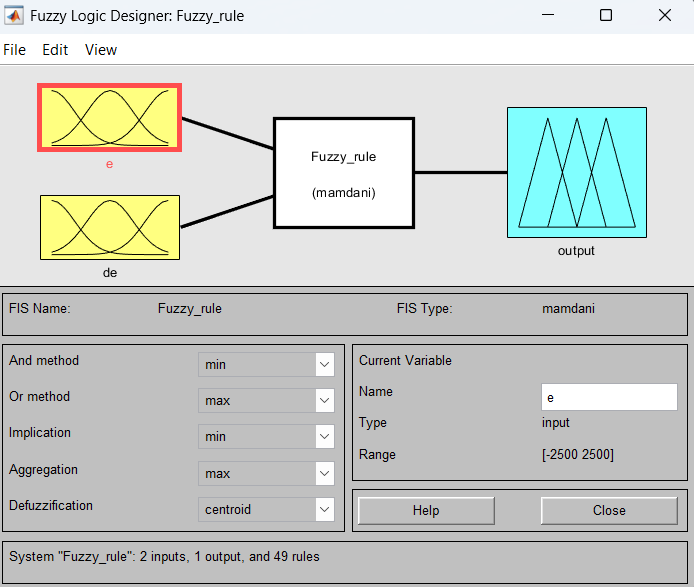 Fuzzy Logic Designer: Fuzzy_rule
File Edit View
e
de
Fuzzy_rule
(mamdani)
output
FIS Name: Fuzzy_rule FIS Type: mamdani
And method min
Or method max
Implication min
Aggregation max
Defuzzification centroid
Current Variable
Name e
Type input
Range [-2500 2500]
Help Close
System "Fuzzy_rule": 2 inputs, 1 output, and 49 rules